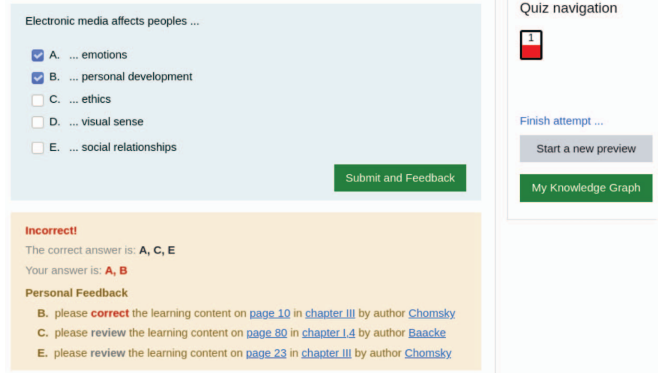 Electronic media affects peoples ...
A. ... emotions
B. ... personal development
C. ... ethics
D. ... visual sense
E. ... social relationships
Submit and Feedback
Incorrect!
The correct answer is: A, C, E
Your answer is: A, B
Personal Feedback
B. please correct the learning content on page 10 in chapter III by author Chomsky
C. please review the learning content on page 80 in chapter I,4 by author Baacke
E. please review the learning content on page 23 in chapter III by author Chomsky
Quiz navigation
1
Finish attempt ...
Start a new preview
My Knowledge Graph